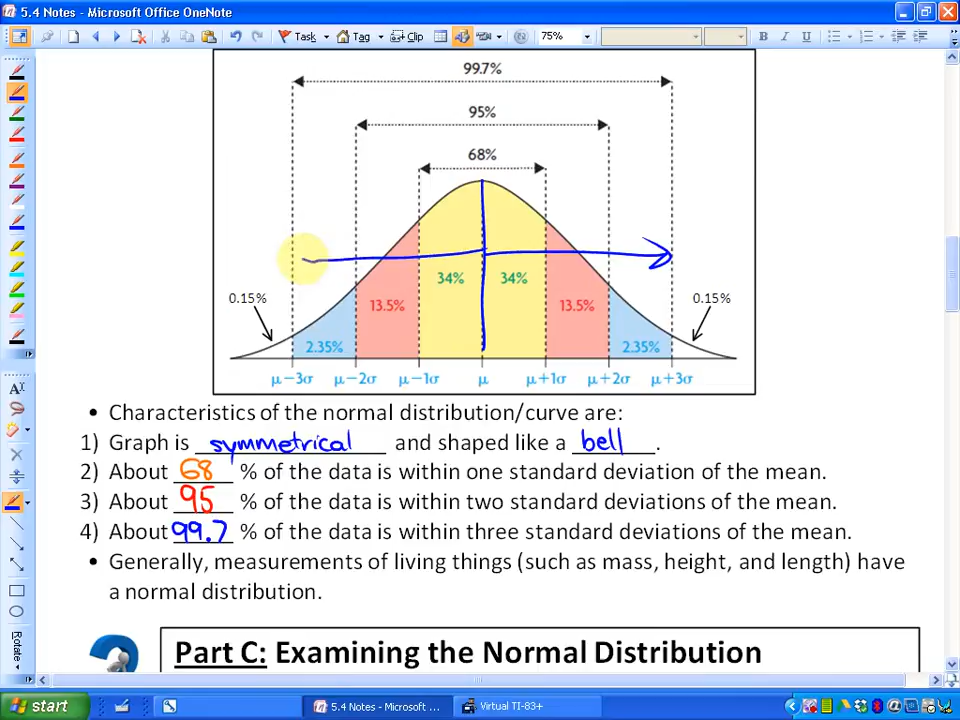 5.4 Notes - Microsoft Office OneNote
Task Tag Clip 75% B I U
99.7%
95%
68%
34% 34%
0.15% 13.5% 13.5% 0.15%
2.35% 2.35%
μ−3σ μ−2σ μ−1σ μ μ+1σ μ+2σ μ+3σ
• Characteristics of the normal distribution/curve are:
1) Graph is symmetrical and shaped like a bell.
2) About 68 % of the data is within one standard deviation of the mean.
3) About 95 % of the data is within two standard deviations of the mean.
4) About 99.7 % of the data is within three standard deviations of the mean.
• Generally, measurements of living things (such as mass, height, and length) have
a normal distribution.
Part C: Examining the Normal Distribution
Rotate
start 5.4 Notes - Microsoft ... Virtual TI-83+